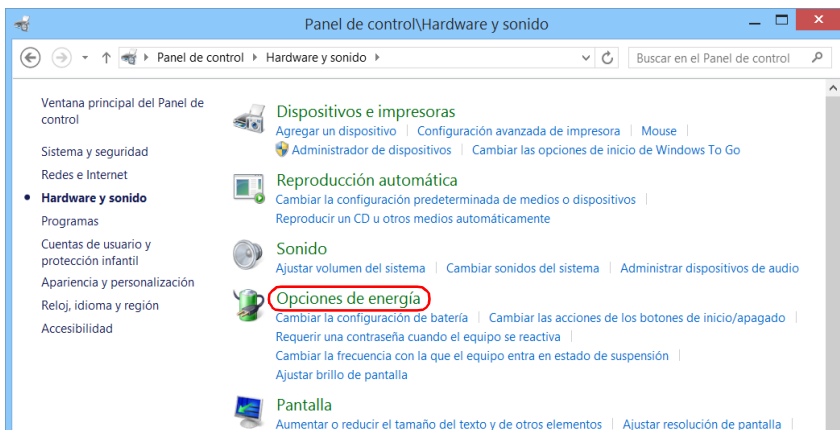 Panel de control\Hardware y sonido
Panel de control Hardware y sonido
Buscar en el Panel de control
Ventana principal del Panel de
control
Sistema y seguridad
Redes e Internet
Hardware y sonido
Programas
Cuentas de usuario y
protección infantil
Apariencia y personalización
Reloj, idioma y región
Accesibilidad
Dispositivos e impresoras
Agregar un dispositivo | Configuración avanzada de impresora | Mouse |
Administrador de dispositivos | Cambiar las opciones de inicio de Windows To Go
Reproducción automática
Cambiar la configuración predeterminada de medios o dispositivos |
Reproducir un CD u otros medios automáticamente
Sonido
Ajustar volumen del sistema | Cambiar sonidos del sistema | Administrar dispositivos de audio
Opciones de energía
Cambiar la configuración de batería | Cambiar las acciones de los botones de inicio/apagado |
Requerir una contraseña cuando el equipo se reactiva |
Cambiar la frecuencia con la que el equipo entra en estado de suspensión |
Ajustar brillo de pantalla
Pantalla
Aumentar o reducir el tamaño del texto y de otros elementos | Ajustar resolución de pantalla |